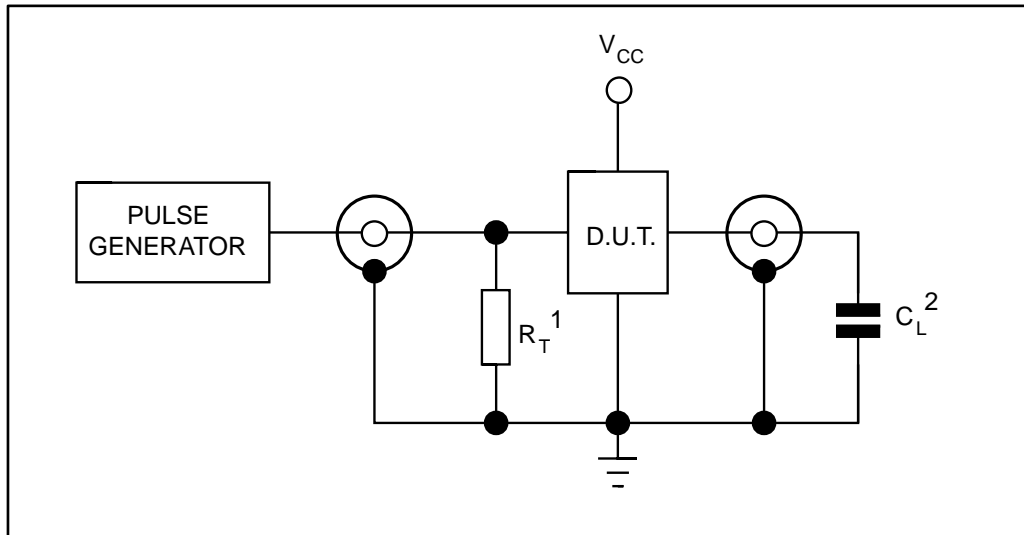 V_CC
PULSE
GENERATOR
D.U.T.
R_T^1
C_L^2